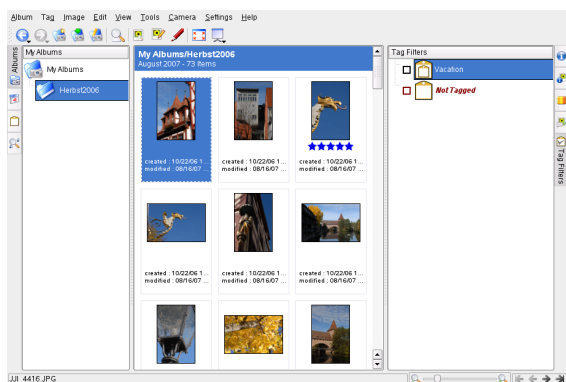 Album Tag Image Edit View Tools Camera Settings Help
Albums
My Albums
My Albums
Herbst2006
My Albums/Herbst2006
August 2007 - 73 Items
created : 10/22/06 1...
modified : 08/16/07 ...
created : 10/22/06 1...
modified : 08/16/07 ...
created : 10/22/06 1...
modified : 08/16/07 ...
created : 10/22/06 1...
modified : 08/16/07 ...
created : 10/22/06 1...
modified : 08/16/07 ...
created : 10/22/06 1...
modified : 08/16/07 ...
Tag Filters
Vacation
Not Tagged
Tag Filters
JJI_4416.JPG